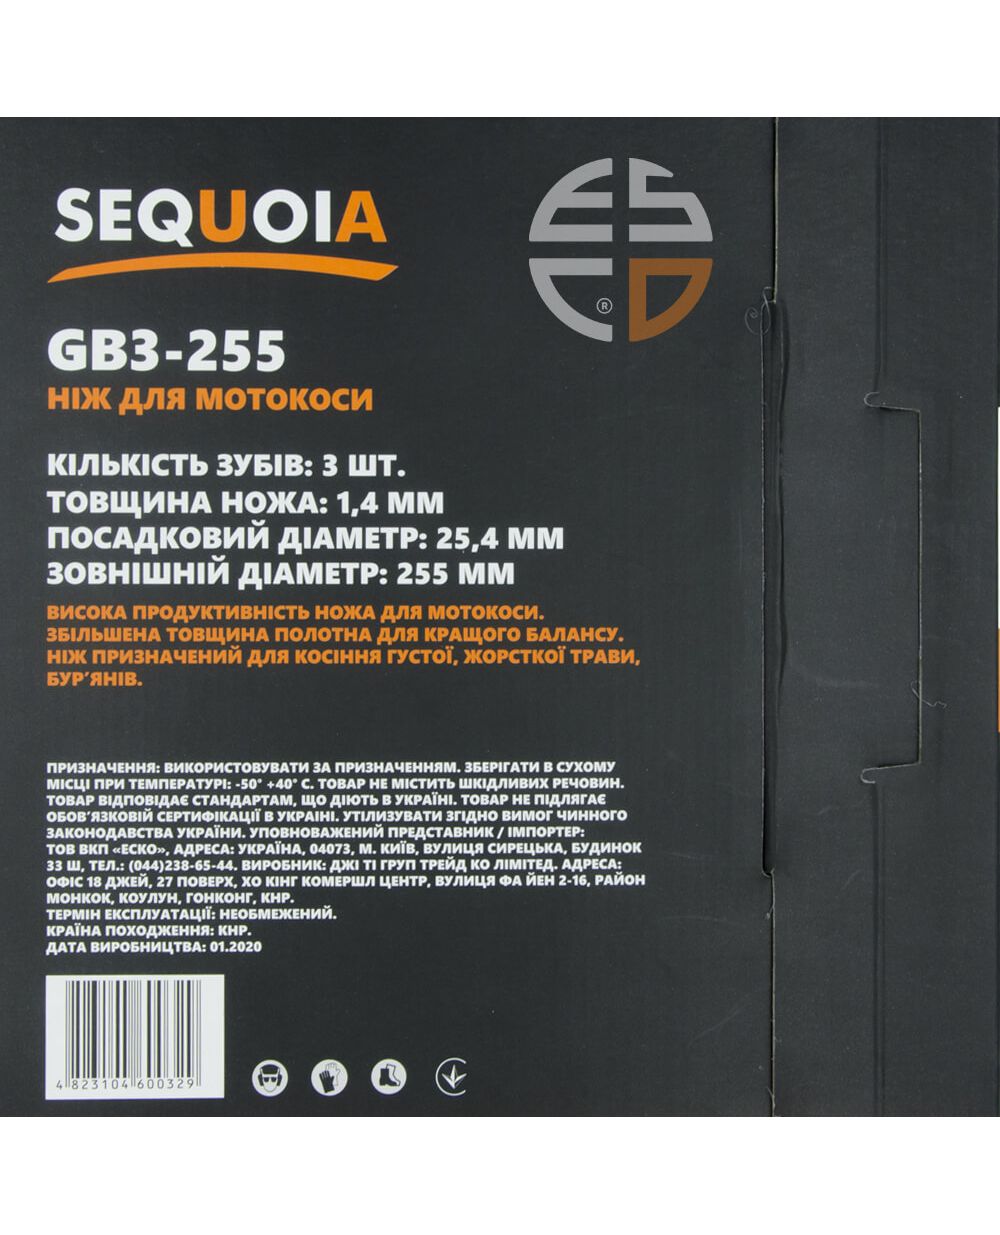 SEQUOIA
ES
CO
®
GB3-255
НІЖ ДЛЯ МОТОКОСИ
КІЛЬКІСТЬ ЗУБІВ: 3 ШТ.
ТОВЩИНА НОЖА: 1,4 ММ
ПОСАДКОВИЙ ДІАМЕТР: 25,4 ММ
ЗОВНІШНІЙ ДІАМЕТР: 255 ММ
ВИСОКА ПРОДУКТИВНІСТЬ НОЖА ДЛЯ МОТОКОСИ.
ЗБІЛЬШЕНА ТОВЩИНА ПОЛОТНА ДЛЯ КРАЩОГО БАЛАНСУ.
НІЖ ПРИЗНАЧЕНИЙ ДЛЯ КОСІННЯ ГУСТОЇ, ЖОРСТКОЇ ТРАВИ,
БУР’ЯНІВ.
ПРИЗНАЧЕННЯ: ВИКОРИСТОВУВАТИ ЗА ПРИЗНАЧЕННЯМ. ЗБЕРІГАТИ В СУХОМУ
МІСЦІ ПРИ ТЕМПЕРАТУРІ: -50° +40° С. ТОВАР НЕ МІСТИТЬ ШКІДЛИВИХ РЕЧОВИН.
ТОВАР ВІДПОВІДАЄ СТАНДАРТАМ, ЩО ДІЮТЬ В УКРАЇНІ. ТОВАР НЕ ПІДЛЯГАЄ
ОБОВ’ЯЗКОВІЙ СЕРТИФІКАЦІЇ В УКРАІНІ. УТИЛІЗУВАТИ ЗГІДНО ВИМОГ ЧИННОГО
ЗАКОНОДАВСТВА УКРАЇНИ. УПОВНОВАЖЕНИЙ ПРЕДСТАВНИК / ІМПОРТЕР:
ТОВ ВКП «ЕСКО», АДРЕСА: УКРАЇНА, 04073, М. КИЇВ, ВУЛИЦЯ СИРЕЦЬКА, БУДИНОК
33 Ш, ТЕЛ.: (044)238-65-44. ВИРОБНИК: ДЖІ ТІ ГРУП ТРЕЙД КО ЛІМІТЕД. АДРЕСА:
ОФІС 18 ДЖЕЙ, 27 ПОВЕРХ, ХО КІНГ КОМЕРШЛ ЦЕНТР, ВУЛИЦЯ ФА ЙЕН 2-16, РАЙОН
МОНКОК, КОУЛУН, ГОНКОНГ, КНР.
ТЕРМІН ЕКСПЛУАТАЦІЇ: НЕОБМЕЖЕНИЙ.
КРАЇНА ПОХОДЖЕННЯ: КНР.
ДАТА ВИРОБНИЦТВА: 01.2020
4 823104 600329